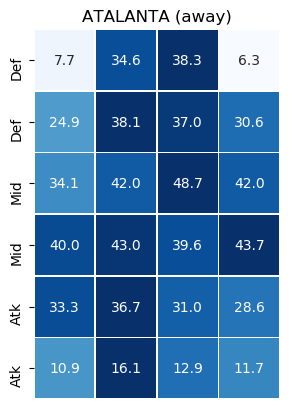 ATALANTA (away)
Def 7.7 34.6 38.3 6.3
Def 24.9 38.1 37.0 30.6
Mid 34.1 42.0 48.7 42.0
Mid 40.0 43.0 39.6 43.7
Atk 33.3 36.7 31.0 28.6
Atk 10.9 16.1 12.9 11.7